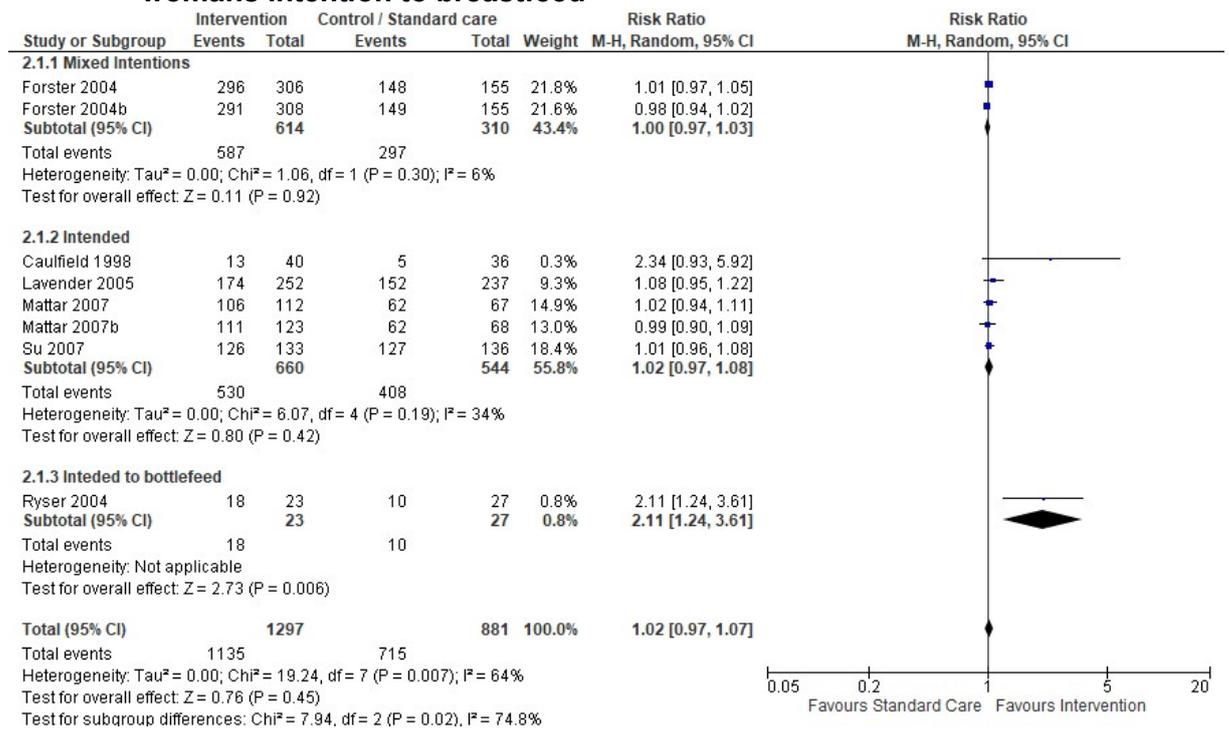 womans intention to breastfeed
Intervention Control / Standard care Risk Ratio Risk Ratio
Study or Subgroup Events Total Events Total Weight M-H, Random, 95% CI M-H, Random, 95% CI
2.1.1 Mixed Intentions
Forster 2004 296 306 148 155 21.8% 1.01 [0.97, 1.05]
Forster 2004b 291 308 149 155 21.6% 0.98 [0.94, 1.02]
Subtotal (95% CI) 614 310 43.4% 1.00 [0.97, 1.03]
Total events 587 297
Heterogeneity: Tau² = 0.00; Chi² = 1.06, df = 1 (P = 0.30); I² = 6%
Test for overall effect: Z = 0.11 (P = 0.92)
2.1.2 Intended
Caulfield 1998 13 40 5 36 0.3% 2.34 [0.93, 5.92]
Lavender 2005 174 252 152 237 9.3% 1.08 [0.95, 1.22]
Mattar 2007 106 112 62 67 14.9% 1.02 [0.94, 1.11]
Mattar 2007b 111 123 62 68 13.0% 0.99 [0.90, 1.09]
Su 2007 126 133 127 136 18.4% 1.01 [0.96, 1.08]
Subtotal (95% CI) 660 544 55.8% 1.02 [0.97, 1.08]
Total events 530 408
Heterogeneity: Tau² = 0.00; Chi² = 6.07, df = 4 (P = 0.19); I² = 34%
Test for overall effect: Z = 0.80 (P = 0.42)
2.1.3 Inteded to bottlefeed
Ryser 2004 18 23 10 27 0.8% 2.11 [1.24, 3.61]
Subtotal (95% CI) 23 27 0.8% 2.11 [1.24, 3.61]
Total events 18 10
Heterogeneity: Not applicable
Test for overall effect: Z = 2.73 (P = 0.006)
Total (95% CI) 1297 881 100.0% 1.02 [0.97, 1.07]
Total events 1135 715
Heterogeneity: Tau² = 0.00; Chi² = 19.24, df = 7 (P = 0.007); I² = 64%
Test for overall effect: Z = 0.76 (P = 0.45)
Test for subgroup differences: Chi² = 7.94, df = 2 (P = 0.02), I² = 74.8%
0.05 0.2 1 5 20
Favours Standard Care Favours Intervention